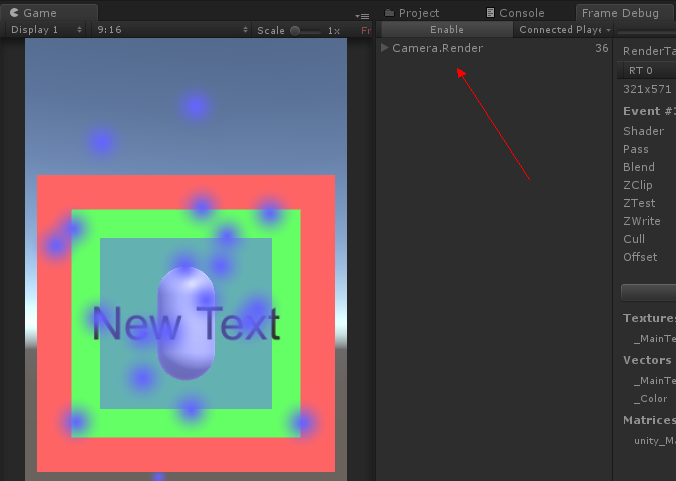 Game
Display 1
9:16
Scale
1x
Fr
New Text
Project
Console
Frame Debug
Enable
Connected Playe
Camera.Render
36
RenderTa
RT 0
321x571
Event #
Shader
Pass
Blend
ZClip
ZTest
ZWrite
Cull
Offset
Textures
_MainTe
Vectors
_MainTe
_Color
Matrices
unity_Ma